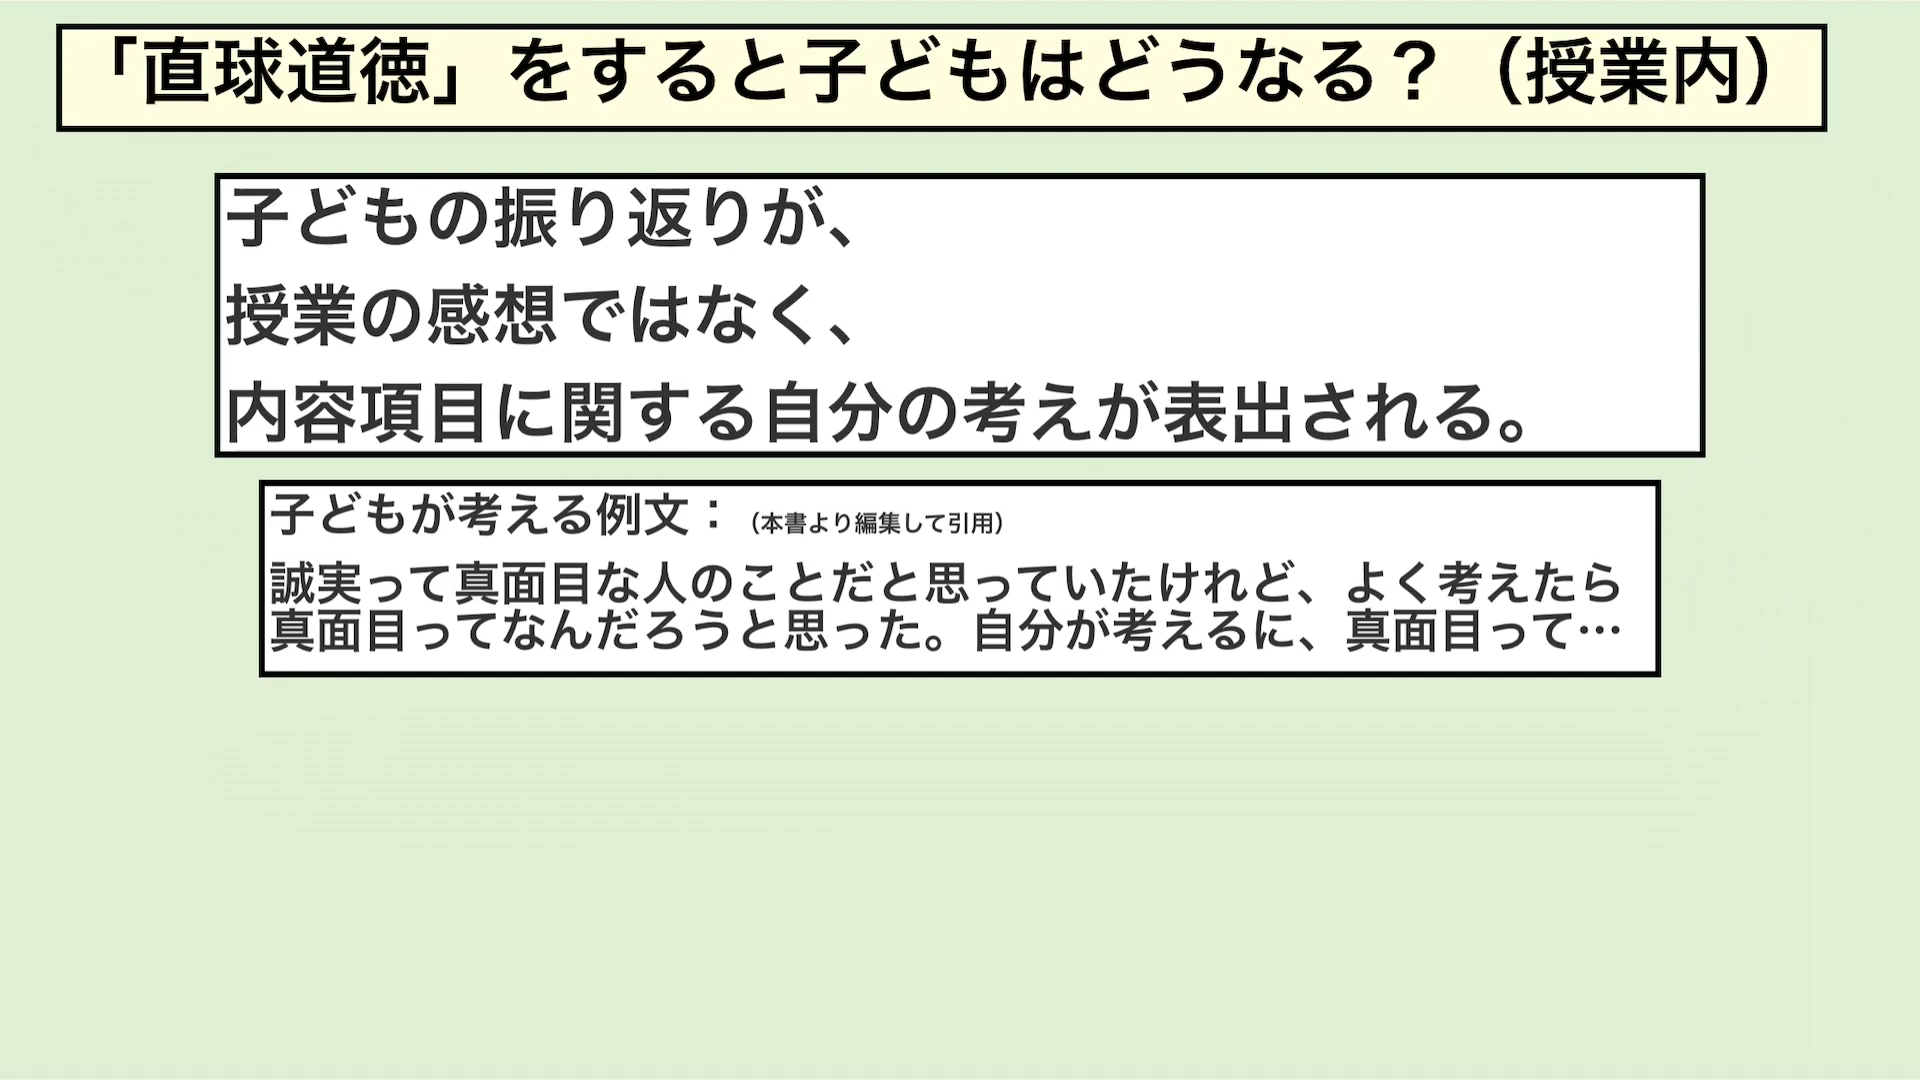 「直球道徳」をすると子どもはどうなる？（授業内）
子どもの振り返りが、
授業の感想ではなく、
内容項目に関する自分の考えが表出される。
子どもが考える例文：（本書より編集して引用）
誠実って真面目な人のことだと思っていたけれど、よく考えたら
真面目ってなんだろうと思った。自分が考えるに、真面目って…